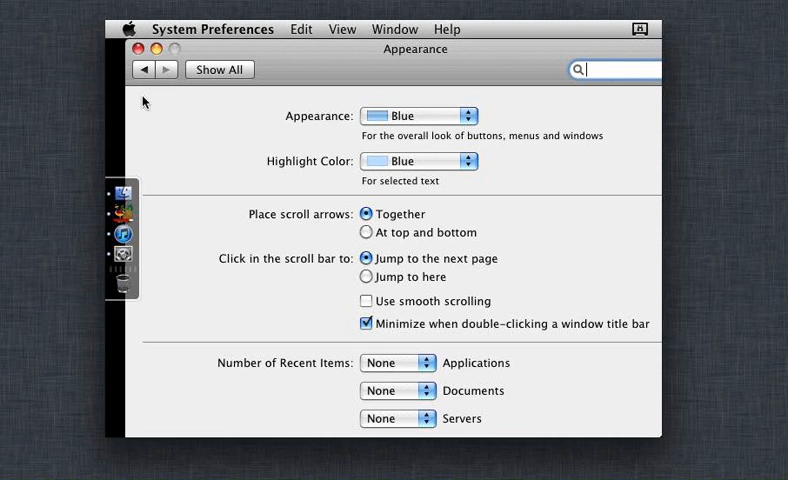 System Preferences Edit View Window Help
Appearance
Show All
Appearance: Blue
For the overall look of buttons, menus and windows
Highlight Color: Blue
For selected text
Place scroll arrows: Together
At top and bottom
Click in the scroll bar to: Jump to the next page
Jump to here
Use smooth scrolling
Minimize when double-clicking a window title bar
Number of Recent Items: None Applications
None Documents
None Servers